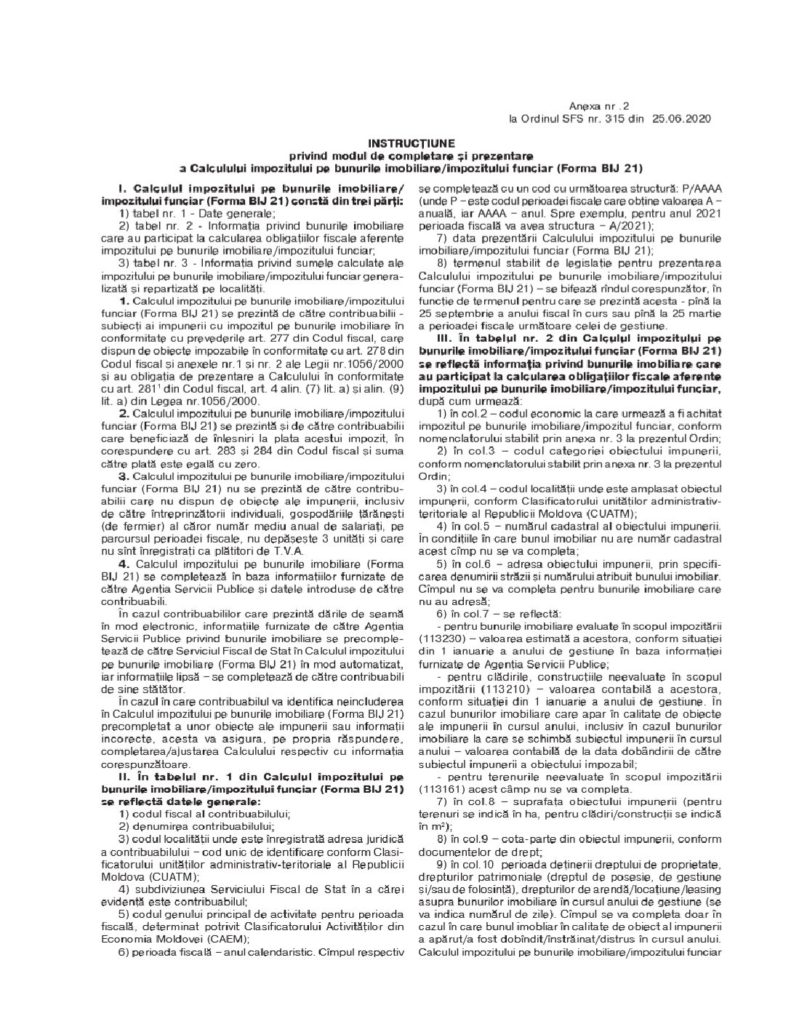 Anexa nr .2
la Ordinul SFS nr. 315 din 25.06.2020
INSTRUCȚIUNE
privind modul de completare și prezentare
a Calculului impozitului pe bunurile imobiliare/impozitului funciar (Forma BIJ 21)
I. Calculul impozitului pe bunurile imobiliare/
impozitului funciar (Forma BIJ 21) constă din trei părți:
1) tabel nr. 1 - Date generale;
2) tabel nr. 2 - Informația privind bunurile imobiliare
care au participat la calcularea obligațiilor fiscale aferente
impozitului pe bunurile imobiliare/impozitului funciar;
3) tabel nr. 3 - Informația privind sumele calculate ale
impozitului pe bunurile imobiliare/impozitului funciar genera-
lizată și repartizată pe localități.
1. Calculul impozitului pe bunurile imobiliare/impozitului
funciar (Forma BIJ 21) se prezintă de către contribuabilii -
subiecți ai impunerii cu impozitul pe bunurile imobiliare în
conformitate cu prevederile art. 277 din Codul fiscal, care
dispun de obiecte impozabile în conformitate cu art. 278 din
Codul fiscal și anexele nr.1 și nr. 2 ale Legii nr.1056/2000
și au obligația de prezentare a Calculului în conformitate
cu art. 281¹ din Codul fiscal, art. 4 alin. (7) lit. a) și alin. (9)
lit. a) din Legea nr.1056/2000.
2. Calculul impozitului pe bunurile imobiliare/impozitului
funciar (Forma BIJ 21) se prezintă și de către contribuabilii
care beneficiază de înlesniri la plata acestui impozit, în
corespundere cu art. 283 și 284 din Codul fiscal și suma
către plată este egală cu zero.
3. Calculul impozitului pe bunurile imobiliare/impozitului
funciar (Forma BIJ 21) nu se prezintă de către contribu-
abilii care nu dispun de obiecte ale impunerii, inclusiv
de către întreprinzătorii individuali, gospodăriile țărănești
(de fermier) al căror număr mediu anual de salariați, pe
parcursul perioadei fiscale, nu depășește 3 unități și care
nu sînt înregistrați ca plătitori de T.V.A.
4. Calculul impozitului pe bunurile imobiliare (Forma
BIJ 21) se completează în baza informațiilor furnizate de
către Agenția Servicii Publice și datele introduse de către
contribuabili.
În cazul contribuabililor care prezintă dările de seamă
în mod electronic, informațiile furnizate de către Agenția
Servicii Publice privind bunurile imobiliare se precomple-
tează de către Serviciul Fiscal de Stat în Calculul impozitului
pe bunurile imobiliare (Forma BIJ 21) în mod automatizat,
iar informațiile lipsă – se completează de către contribuabili
de sine stătător.
În cazul în care contribuabilul va identifica neincluderea
în Calculul impozitului pe bunurile imobiliare (Forma BIJ 21)
precompletat a unor obiecte ale impunerii sau informații
incorecte, acesta va asigura, pe propria răspundere,
completarea/ajustarea Calculului respectiv cu informația
corespunzătoare.
II. În tabelul nr. 1 din Calculul impozitului pe
bunurile imobiliare/impozitului funciar (Forma BIJ 21)
se reflectă datele generale:
1) codul fiscal al contribuabilului;
2) denumirea contribuabilului;
3) codul localității unde este înregistrată adresa juridică
a contribuabilului – cod unic de identificare conform Clasi-
ficatorului unităților administrativ-teritoriale al Republicii
Moldova (CUATM);
4) subdiviziunea Serviciului Fiscal de Stat în a cărei
evidență este contribuabilul;
5) codul genului principal de activitate pentru perioada
fiscală, determinat potrivit Clasificatorului Activităților din
Economia Moldovei (CAEM);
6) perioada fiscală – anul calendaristic. Cîmpul respectiv
se completează cu un cod cu următoarea structură: P/AAAA
(unde P – este codul perioadei fiscale care obține valoarea A –
anuală, iar AAAA – anul. Spre exemplu, pentru anul 2021
perioada fiscală va avea structura – A/2021);
7) data prezentării Calculului impozitului pe bunurile
imobiliare/impozitului funciar (Forma BIJ 21);
8) termenul stabilit de legislație pentru prezentarea
Calculului impozitului pe bunurile imobiliare/impozitului
funciar (Forma BIJ 21) – se bifează rîndul corespunzător, în
funcție de termenul pentru care se prezintă acesta - pînă la
25 septembrie a anului fiscal în curs sau pînă la 25 martie
a perioadei fiscale următoare celei de gestiune.
III. În tabelul nr. 2 din Calculul impozitului pe
bunurile imobiliare/impozitului funciar (Forma BIJ 21)
se reflectă informația privind bunurile imobiliare care
au participat la calcularea obligațiilor fiscale aferente
impozitului pe bunurile imobiliare/impozitului funciar,
după cum urmează:
1) în col.2 – codul economic la care urmează a fi achitat
impozitul pe bunurile imobiliare/impozitul funciar, conform
nomenclatorului stabilit prin anexa nr. 3 la prezentul Ordin;
2) în col.3 – codul categoriei obiectului impunerii,
conform nomenclatorului stabilit prin anexa nr. 3 la prezentul
Ordin;
3) în col.4 – codul localității unde este amplasat obiectul
impunerii, conform Clasificatorului unităților administrativ-
teritoriale al Republicii Moldova (CUATM);
4) în col.5 – numărul cadastral al obiectului impunerii.
În condițiile în care bunul imobiliar nu are număr cadastral
acest cîmp nu se va completa;
5) în col.6 – adresa obiectului impunerii, prin specifi-
carea denumirii străzii și numărului atribuit bunului imobiliar.
Cîmpul nu se va completa pentru bunurile imobiliare care
nu au adresă;
6) în col.7 – se reflectă:
- pentru bunurile imobiliare evaluate în scopul impozitării
(113230) – valoarea estimată a acestora, conform situației
din 1 ianuarie a anului de gestiune în baza informației
furnizate de Agenția Servicii Publice;
- pentru clădirile, construcțiile neevaluate în scopul
impozitării (113210) – valoarea contabilă a acestora,
conform situației din 1 ianuarie a anului de gestiune. În
cazul bunurilor imobiliare care apar în calitate de obiecte
ale impunerii în cursul anului, inclusiv în cazul bunurilor
imobiliare la care se schimbă subiectul impunerii în cursul
anului – valoarea contabilă de la data dobândirii de către
subiectul impunerii a obiectului impozabil;
- pentru terenurile neevaluate în scopul impozitării
(113161) acest câmp nu se va completa.
7) în col.8 – suprafata obiectului impunerii (pentru
terenuri se indică în ha, pentru clădiri/construcții se indică
în m²);
8) în col.9 – cota-parte din obiectul impunerii, conform
documentelor de drept;
9) în col.10 perioada deținerii dreptului de proprietate,
drepturilor patrimoniale (dreptul de posesie, de gestiune
și/sau de folosință), drepturilor de arendă/locațiune/leasing
asupra bunurilor imobiliare în cursul anului de gestiune (se
va indica numărul de zile). Cîmpul se va completa doar în
cazul în care bunul imobliar în calitate de obiect al impunerii
a apărut/a fost dobîndit/înstrăinat/distrus în cursul anului.
Calculul impozitului pe bunurile imobiliare/impozitului funciar